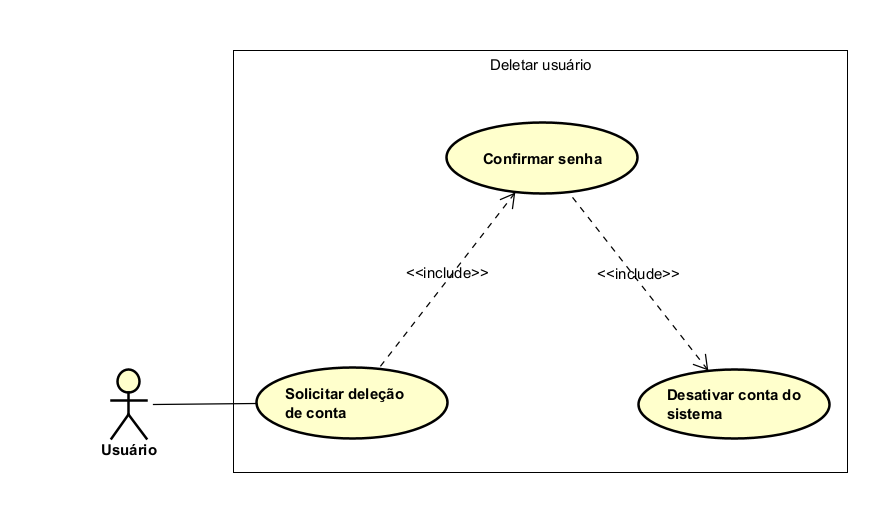 Deletar usuário
Confirmar senha
<<include>>
<<include>>
Solicitar deleção
de conta
Desativar conta do
sistema
Usuário